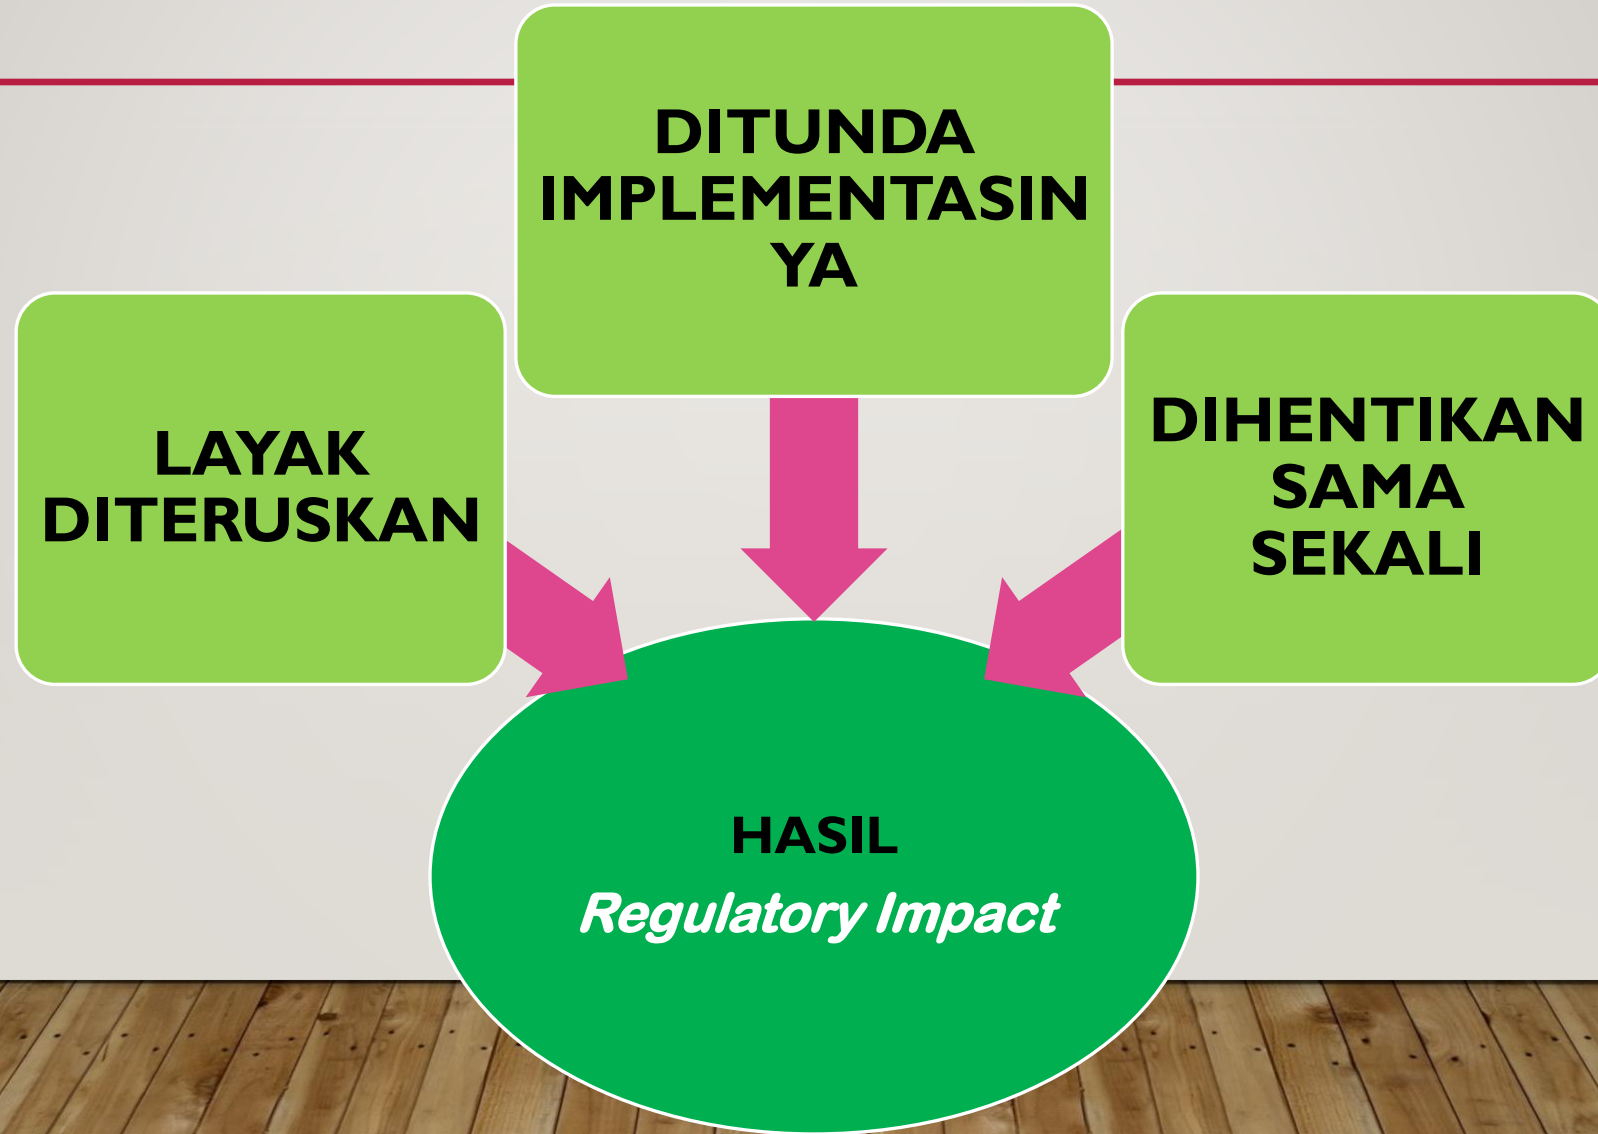 DITUNDA
IMPLEMENTASIN
YA
LAYAK
DITERUSKAN
DIHENTIKAN
SAMA
SEKALI
HASIL
Regulatory Impact